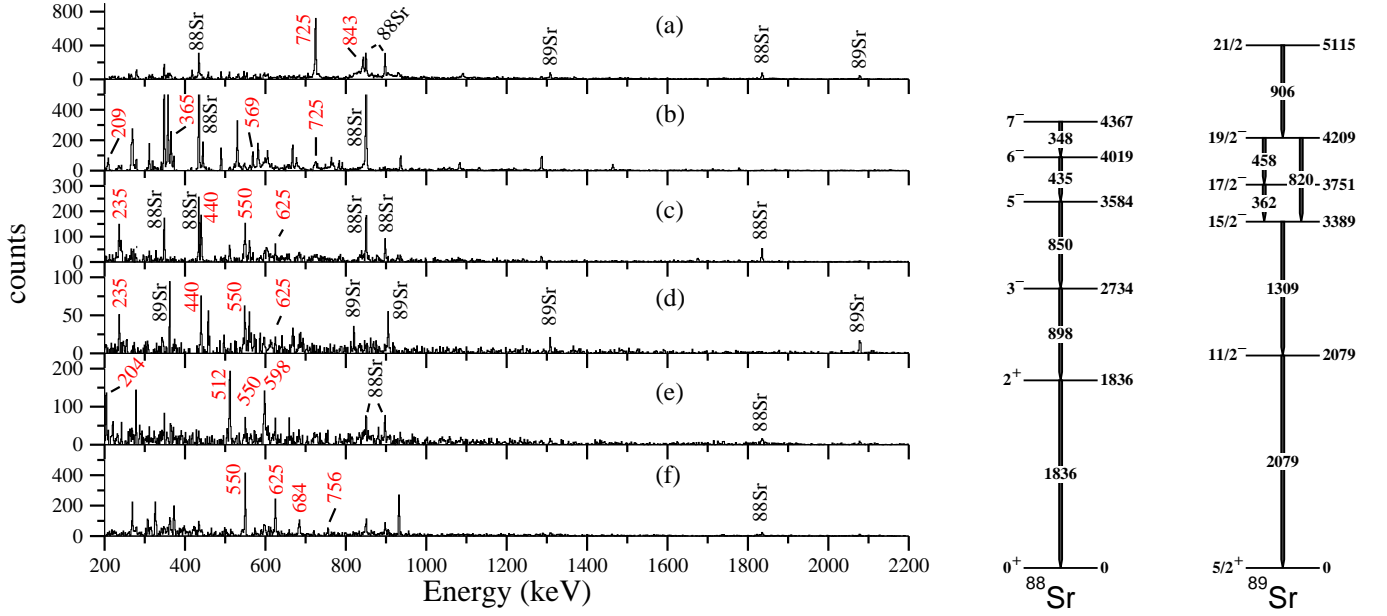 counts
800
400
0
88Sr
725
843
88Sr
89Sr
88Sr
89Sr
(a)
400
200
0
209
365
88Sr
569
725
88Sr
(b)
300
200
100
0
235
88Sr
88Sr
440
550
625
88Sr
88Sr
88Sr
(c)
100
50
0
235
89Sr
440
550
625
89Sr
89Sr
89Sr
89Sr
(d)
200
100
0
204
512
550
598
88Sr
88Sr
(e)
400
200
0
550
625
684
756
88Sr
(f)
200 400 600 800 1000 1200 1400 1600 1800 2000 2200
Energy (keV)
7⁻ 4367
348
6⁻ 4019
435
5⁻ 3584
850
3⁻ 2734
898
2⁺ 1836
1836
0⁺ 0
⁸⁸Sr
21/2 5115
906
19/2⁻ 4209
458
820
17/2⁻ 3751
362
15/2⁻ 3389
1309
11/2⁻ 2079
2079
5/2⁺ 0
⁸⁹Sr